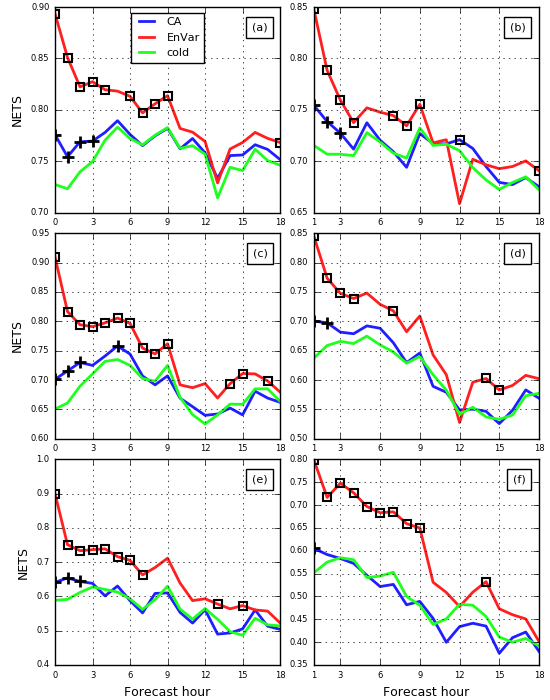 0.90 0.85 0.80 0.75 0.70
NETS
CA
EnVar
cold
(a)
0 3 6 9 12 15 18
0.85 0.80 0.75 0.70 0.65
(b)
1 3 6 9 12 15 18
0.95 0.90 0.85 0.80 0.75 0.70 0.65 0.60
NETS
(c)
0 3 6 9 12 15 18
0.85 0.80 0.75 0.70 0.65 0.60 0.55 0.50
(d)
1 3 6 9 12 15 18
1.0 0.9 0.8 0.7 0.6 0.5 0.4
NETS
(e)
0 3 6 9 12 15 18
Forecast hour
0.80 0.75 0.70 0.65 0.60 0.55 0.50 0.45 0.40 0.35
(f)
1 3 6 9 12 15 18
Forecast hour